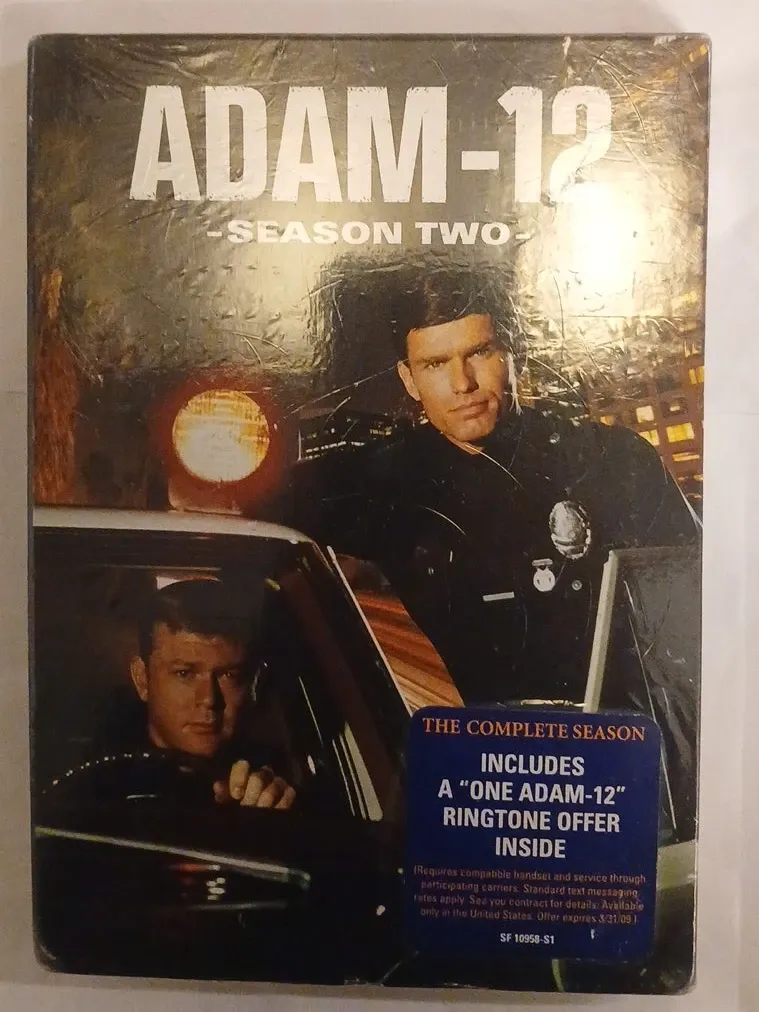 ADAM-12
-SEASON TWO-
THE COMPLETE SEASON
INCLUDES
A "ONE ADAM-12"
RINGTONE OFFER
INSIDE
(Requires compatible handset and service through
participating carriers. Standard text messaging
rates apply. See you contract for details. Available
only in the United States. Offer expires 3/31/09.)
SF 10958-S1